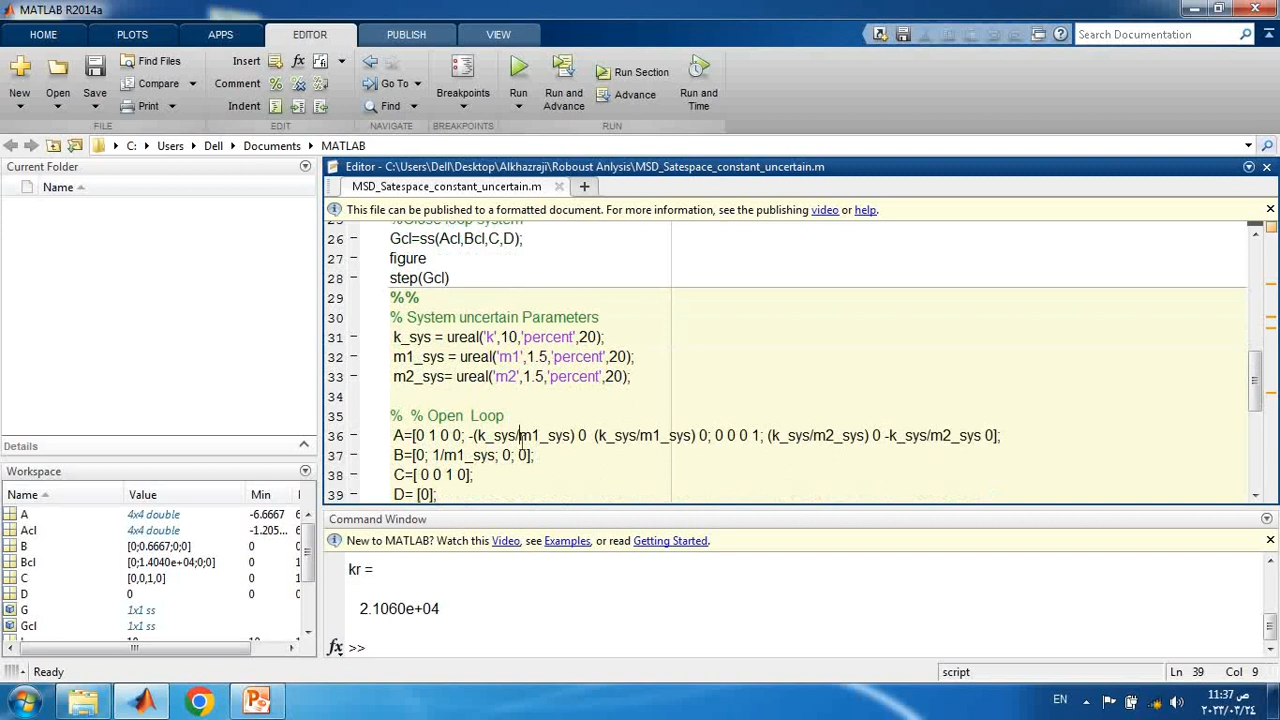 MATLAB R2014a
HOME PLOTS APPS EDITOR PUBLISH VIEW Search Documentation
New Open Save Find Files Compare Print Insert Comment Indent Go To Find Breakpoints Run Run and Advance Run Section Advance Run and Time
FILE EDIT NAVIGATE BREAKPOINTS RUN
C: Users Dell Documents MATLAB
Current Folder
Name
Details
Workspace
Name Value Min
A 4x4 double -6.6667
Acl 4x4 double -1.205...
B [0;0.6667;0;0] 0
Bcl [0;1.4040e+04;0;0] 0
C [0,0,1,0] 0
D 0 0
G 1x1 ss
Gcl 1x1 ss
Editor - C:\Users\Dell\Desktop\Alkhazraji\Roboust Anlysis\MSD_Satespace_constant_uncertain.m
MSD_Satespace_constant_uncertain.m
This file can be published to a formatted document. For more information, see the publishing video or help.
%Close loop system
26 Gcl=ss(Acl,Bcl,C,D);
27 figure
28 step(Gcl)
29 %%
30 % System uncertain Parameters
31 k_sys = ureal('k',10,'percent',20);
32 m1_sys = ureal('m1',1.5,'percent',20);
33 m2_sys= ureal('m2',1.5,'percent',20);
34
35 % % Open Loop
36 A=[0 1 0 0; -(k_sys/m1_sys) 0 (k_sys/m1_sys) 0; 0 0 0 1; (k_sys/m2_sys) 0 -k_sys/m2_sys 0];
37 B=[0; 1/m1_sys; 0; 0];
38 C=[ 0 0 1 0];
39 D= [0];
Command Window
New to MATLAB? Watch this Video, see Examples, or read Getting Started.
kr =
2.1060e+04
fx >>
Ready script Ln 39 Col 9
EN 11:37 ص
٢٠٢٢/٠٣/٢٤